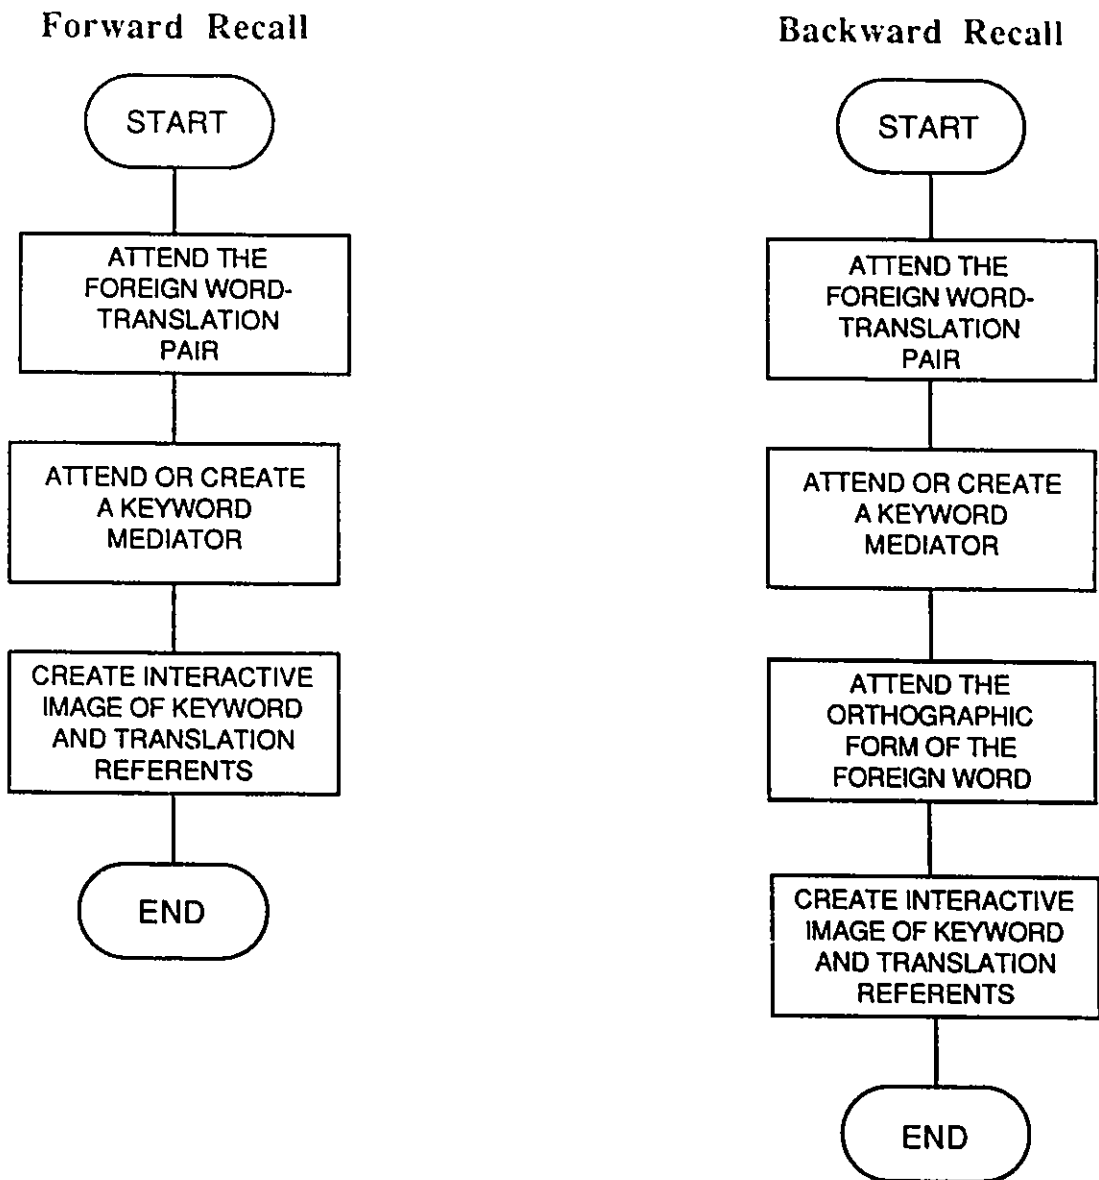 Forward Recall
START
ATTEND THE
FOREIGN WORD-
TRANSLATION
PAIR
ATTEND OR CREATE
A KEYWORD
MEDIATOR
CREATE INTERACTIVE
IMAGE OF KEYWORD
AND TRANSLATION
REFERENTS
END
Backward Recall
START
ATTEND THE
FOREIGN WORD-
TRANSLATION
PAIR
ATTEND OR CREATE
A KEYWORD
MEDIATOR
ATTEND THE
ORTHOGRAPHIC
FORM OF THE
FOREIGN WORD
CREATE INTERACTIVE
IMAGE OF KEYWORD
AND TRANSLATION
REFERENTS
END